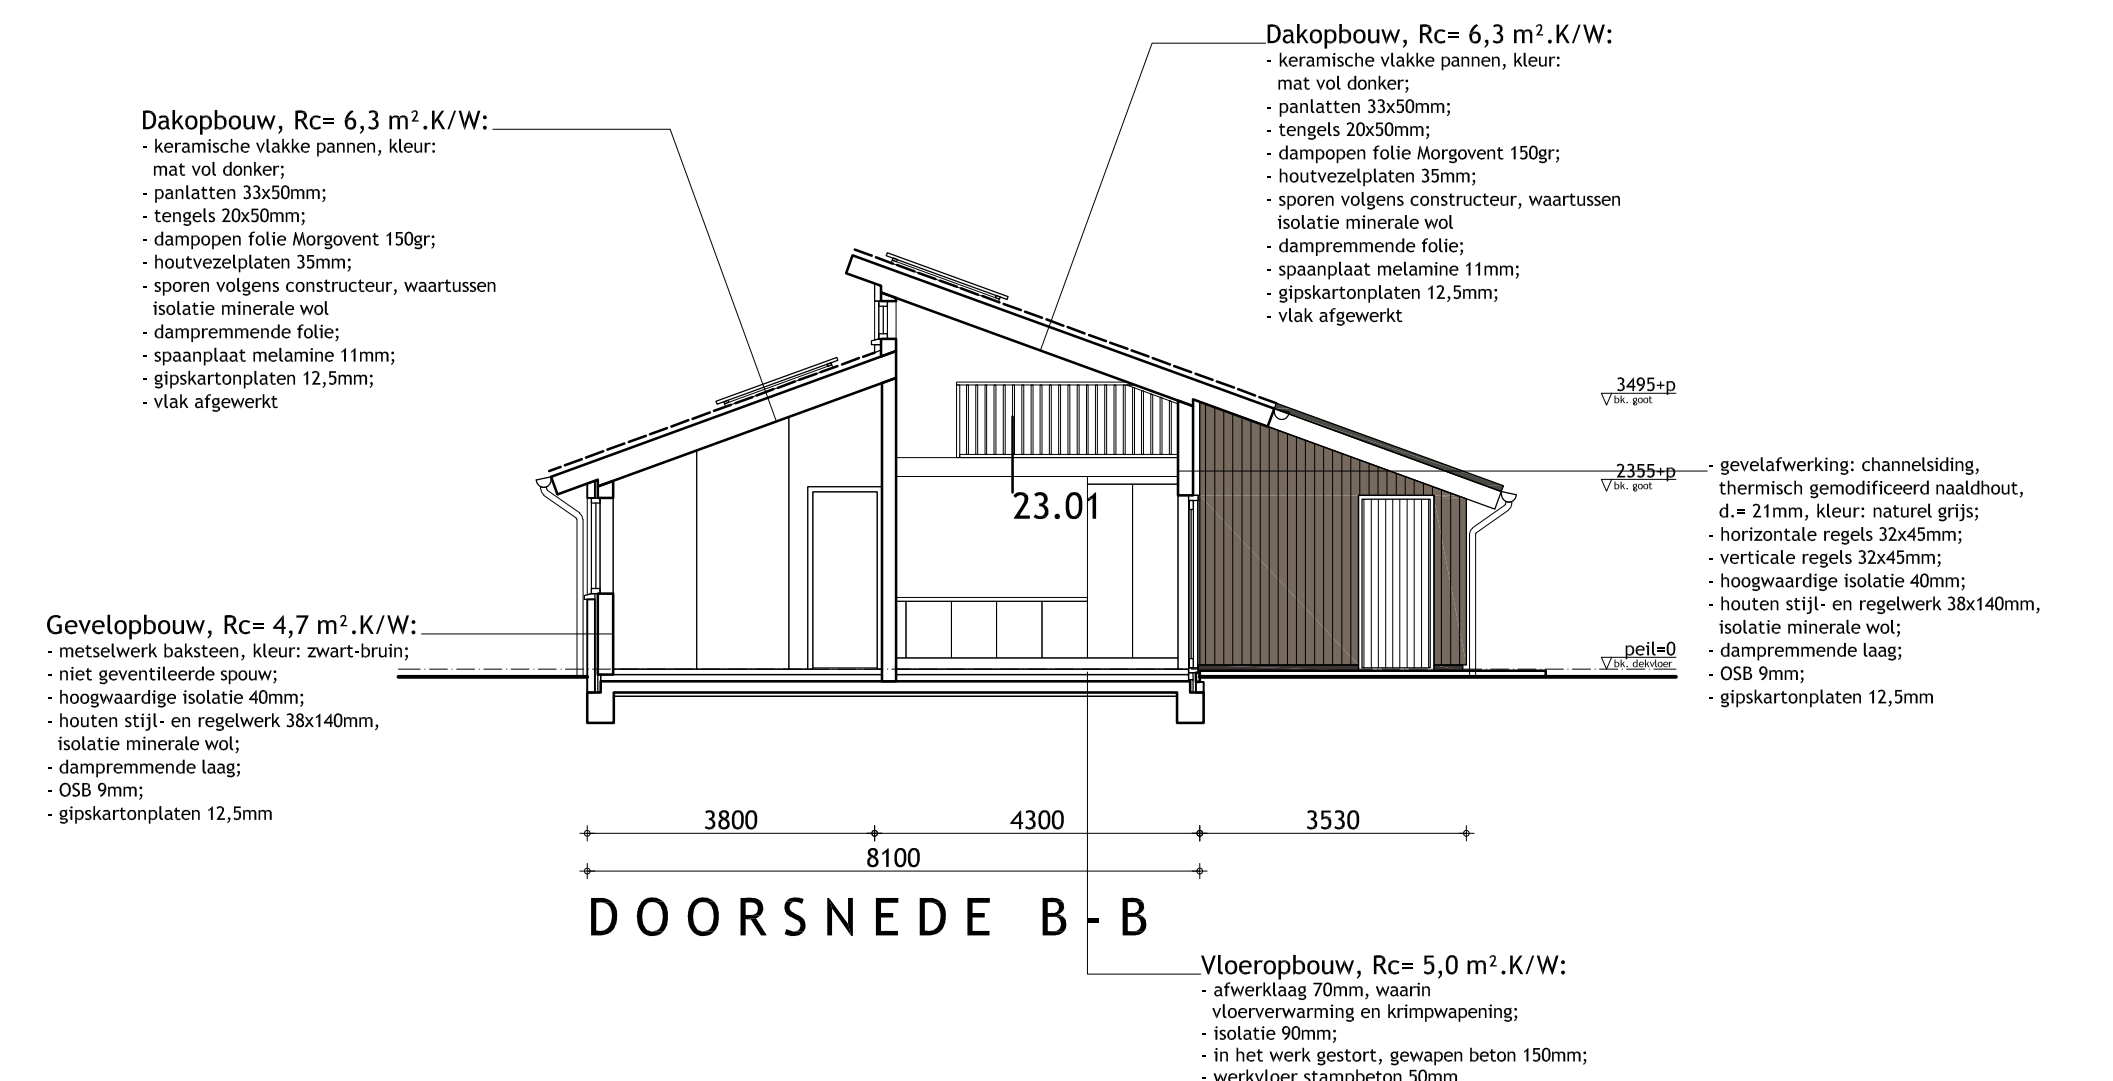 Dakopbouw, Rc= 6,3 m².K/W:
- keramische vlakke pannen, kleur:
mat vol donker;
- panlatten 33x50mm;
- tengels 20x50mm;
- dampopen folie Morgovent 150gr;
- houtvezelplaten 35mm;
- sporen volgens constructeur, waartussen
isolatie minerale wol
- dampremmende folie;
- spaanplaat melamine 11mm;
- gipskartonplaten 12,5mm;
- vlak afgewerkt
Dakopbouw, Rc= 6,3 m².K/W:
- keramische vlakke pannen, kleur:
mat vol donker;
- panlatten 33x50mm;
- tengels 20x50mm;
- dampopen folie Morgovent 150gr;
- houtvezelplaten 35mm;
- sporen volgens constructeur, waartussen
isolatie minerale wol
- dampremmende folie;
- spaanplaat melamine 11mm;
- gipskartonplaten 12,5mm;
- vlak afgewerkt
3495+p
bk. goot
2355+p
bk. goot
23.01
- gevelafwerking: channelsiding,
thermisch gemodificeerd naaldhout,
d.= 21mm, kleur: naturel grijs;
- horizontale regels 32x45mm;
- verticale regels 32x45mm;
- hoogwaardige isolatie 40mm;
- houten stijl- en regelwerk 38x140mm,
isolatie minerale wol;
- dampremmende laag;
- OSB 9mm;
- gipskartonplaten 12,5mm
peil=0
bk. dekvloer
Gevelopbouw, Rc= 4,7 m².K/W:
- metselwerk baksteen, kleur: zwart-bruin;
- niet geventileerde spouw;
- hoogwaardige isolatie 40mm;
- houten stijl- en regelwerk 38x140mm,
isolatie minerale wol;
- dampremmende laag;
- OSB 9mm;
- gipskartonplaten 12,5mm
3800 4300 3530
8100
DOORSNEDE B-B
Vloeropbouw, Rc= 5,0 m².K/W:
- afwerklaag 70mm, waarin
vloerverwarming en krimpwapening;
- isolatie 90mm;
- in het werk gestort, gewapen beton 150mm;
- werkvloer stampbeton 50mm